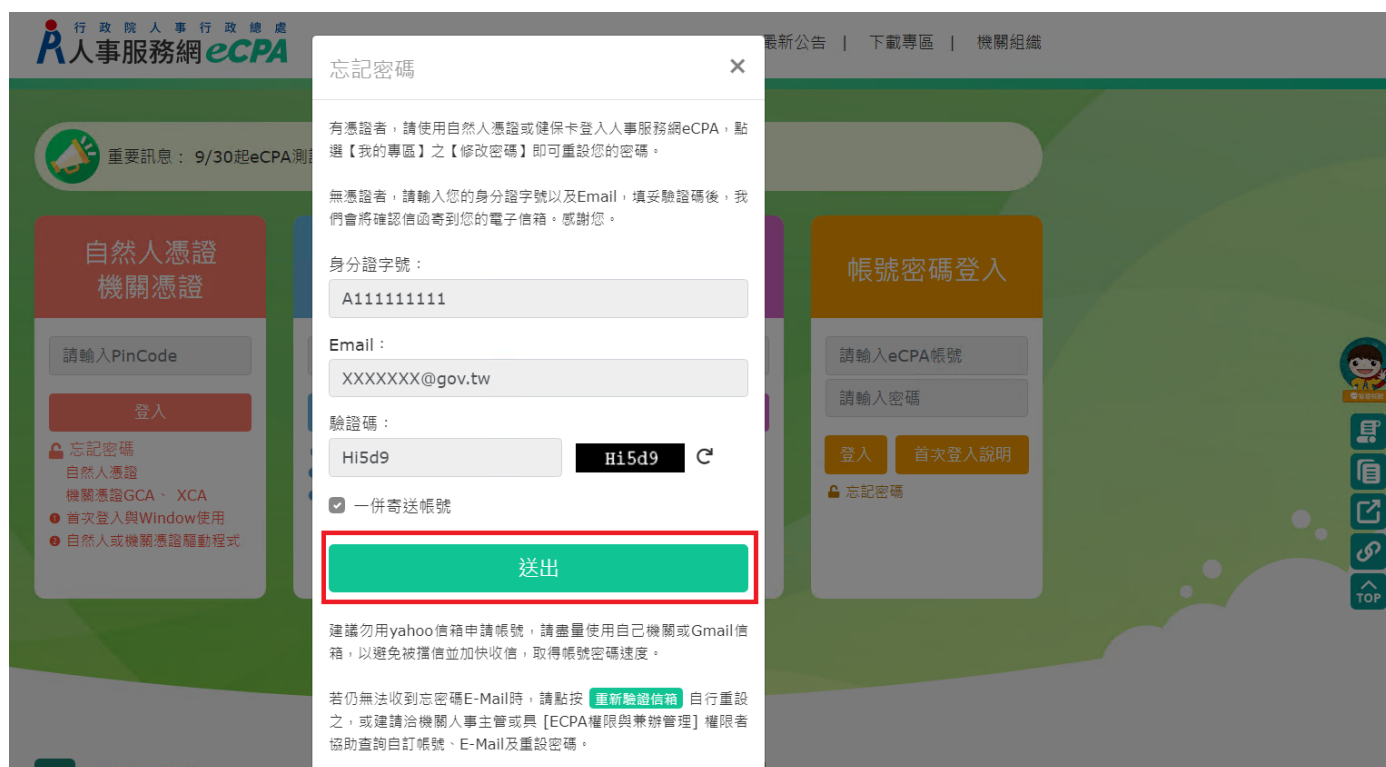 行政院人事行政總處
人事服務網eCPA
最新公告 | 下載專區 | 機關組織
重要訊息： 9/30起eCPA測
忘記密碼 ×
有憑證者，請使用自然人憑證或健保卡登入人事服務網eCPA，點
選【我的專區】之【修改密碼】即可重設您的密碼。
無憑證者，請輸入您的身分證字號以及Email，填妥驗證碼後，我
們會將確認信函寄到您的電子信箱。感謝您。
身分證字號：
A111111111
Email：
XXXXXXX@gov.tw
驗證碼：
Hi5d9
Hi5d9
一併寄送帳號
送出
建議勿用yahoo信箱申請帳號，請盡量使用自己機關或Gmail信
箱，以避免被擋信並加快收信，取得帳號密碼速度。
若仍無法收到忘密碼E-Mail時，請點按 重新驗證信箱 自行重設
之，或建請洽機關人事主管或具 [ECPA權限與兼辦管理] 權限者
協助查詢自訂帳號、E-Mail及重設密碼。
自然人憑證
機關憑證
請輸入PinCode
登入
忘記密碼
自然人憑證
機關憑證GCA、 XCA
❶ 首次登入與Window使用
❷ 自然人或機關憑證驅動程式
帳號密碼登入
請輸入eCPA帳號
請輸入密碼
登入
首次登入說明
忘記密碼
TOP